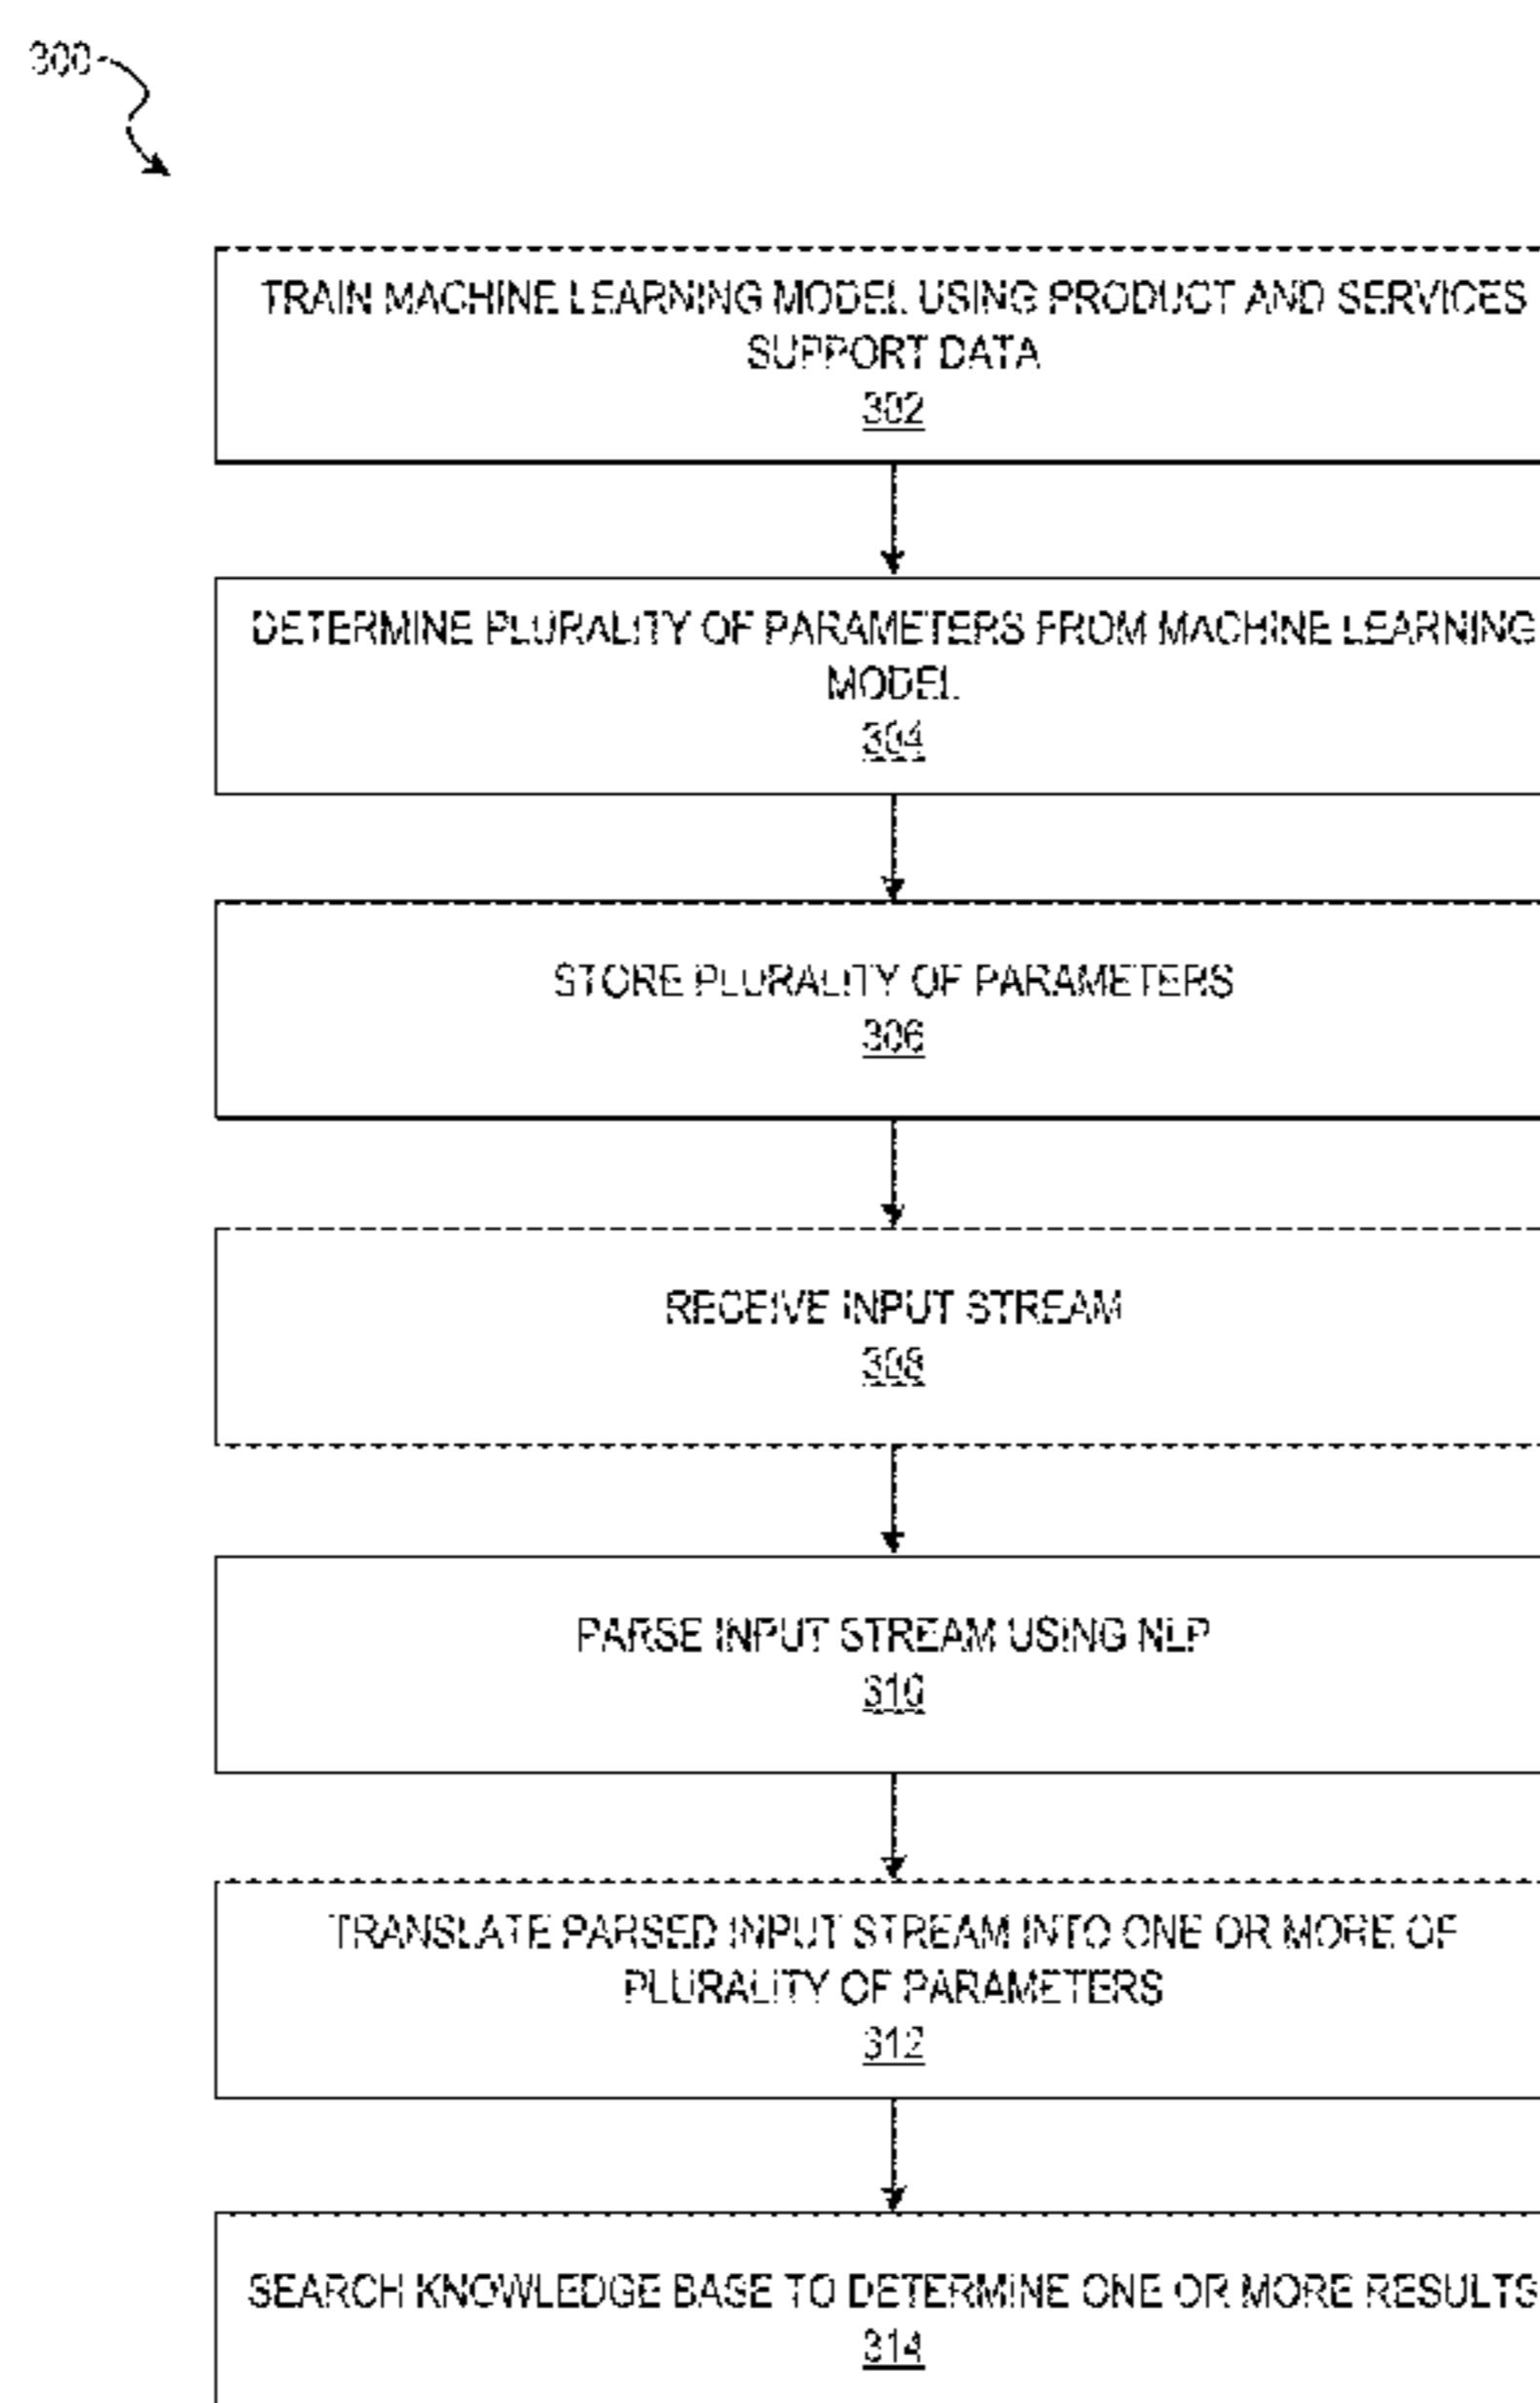 300
TRAIN MACHINE LEARNING MODEL USING PRODUCT AND SERVICES
SUPPORT DATA
302
DETERMINE PLURALITY OF PARAMETERS FROM MACHINE LEARNING
MODEL
304
STORE PLURALITY OF PARAMETERS
306
RECEIVE INPUT STREAM
308
PARSE INPUT STREAM USING NLP
310
TRANSLATE PARSED INPUT STREAM INTO ONE OR MORE OF
PLURALITY OF PARAMETERS
312
SEARCH KNOWLEDGE BASE TO DETERMINE ONE OR MORE RESULTS
314